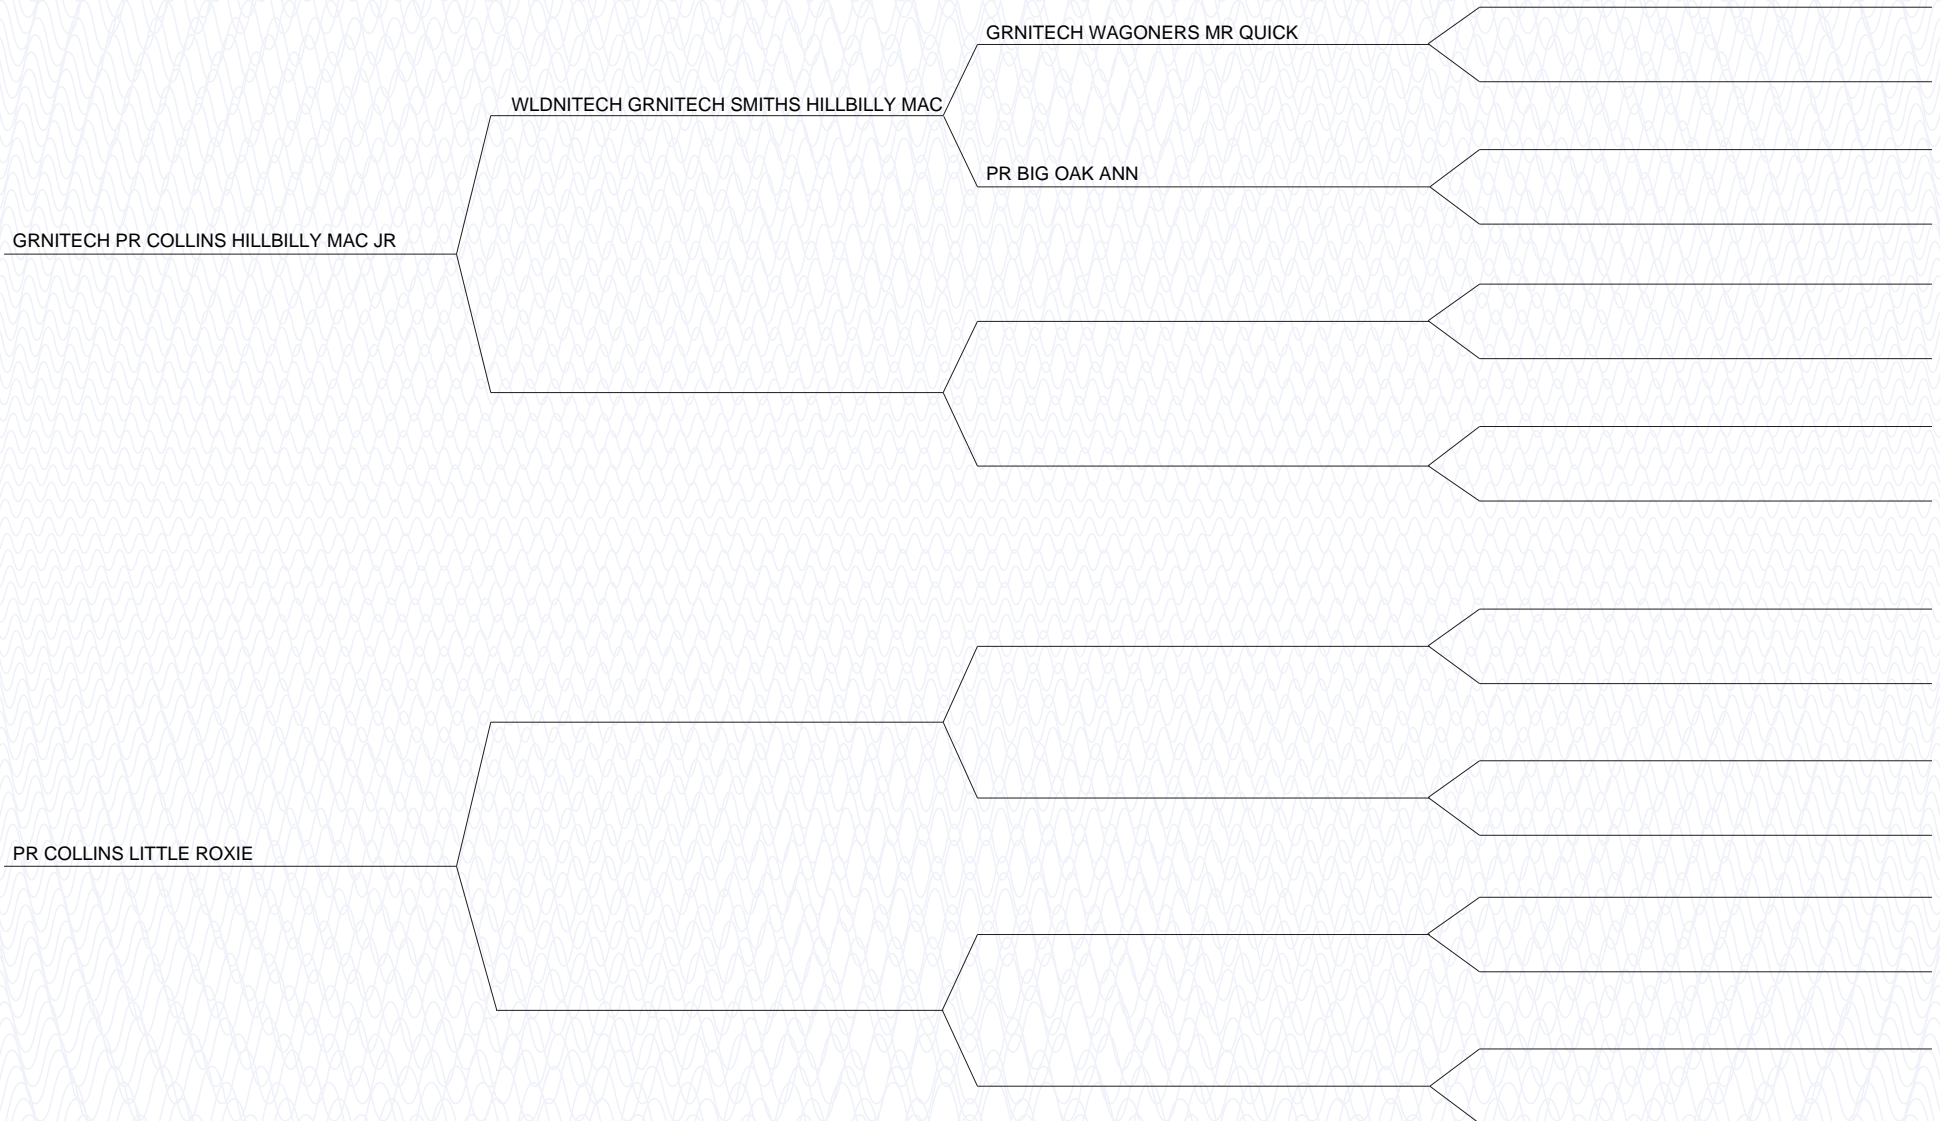 GRNITECH WAGONERS MR QUICK
WLDNITECH GRNITECH SMITHS HILLBILLY MAC
PR BIG OAK ANN
GRNITECH PR COLLINS HILLBILLY MAC JR
PR COLLINS LITTLE ROXIE